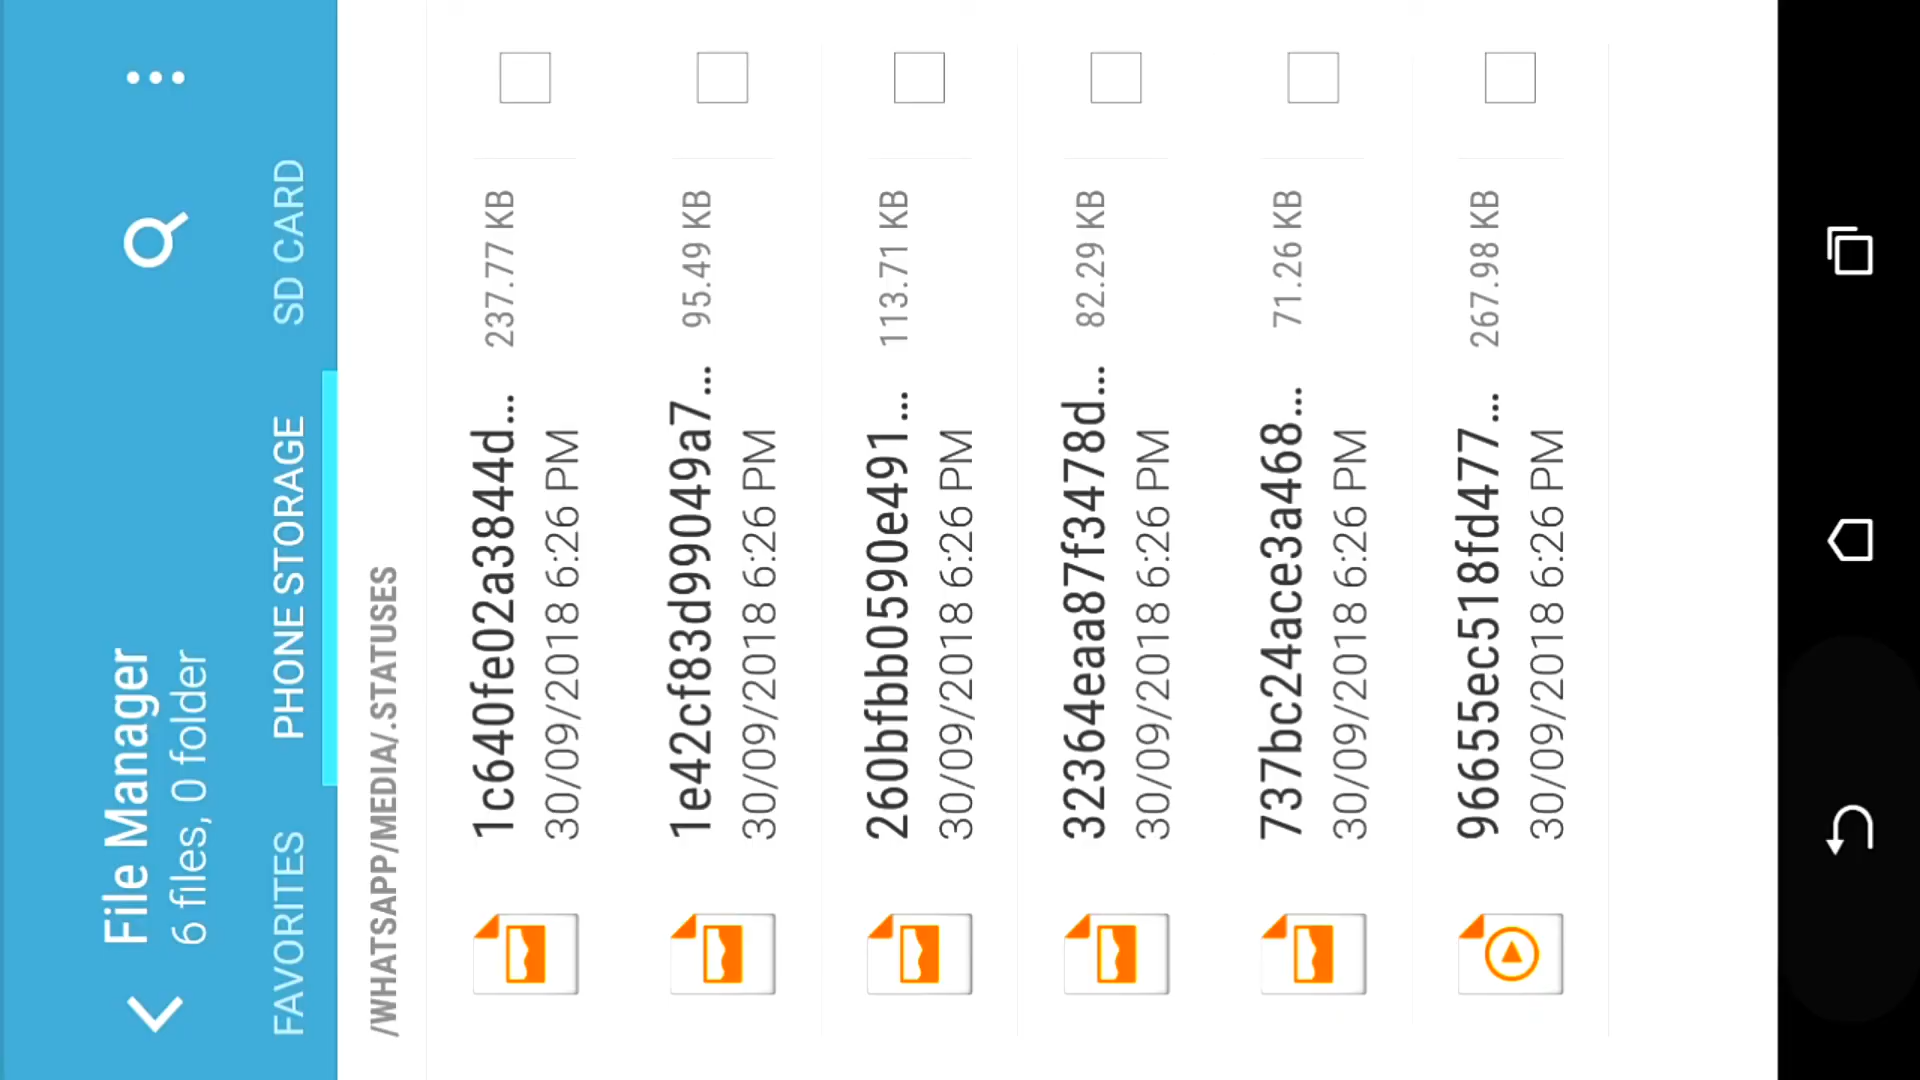 File Manager
6 files, 0 folder
FAVORITES
PHONE STORAGE
SD CARD
/WHATSAPP/MEDIA/.STATUSES
1c640fe02a3844d...
237.77 KB
30/09/2018 6:26 PM
1e42cf83d99049a7...
95.49 KB
30/09/2018 6:26 PM
260bfbb0590e491...
113.71 KB
30/09/2018 6:26 PM
32364eaa87f3478d...
82.29 KB
30/09/2018 6:26 PM
737bc24ace3a468...
71.26 KB
30/09/2018 6:26 PM
96655ec518fd477...
267.98 KB
30/09/2018 6:26 PM